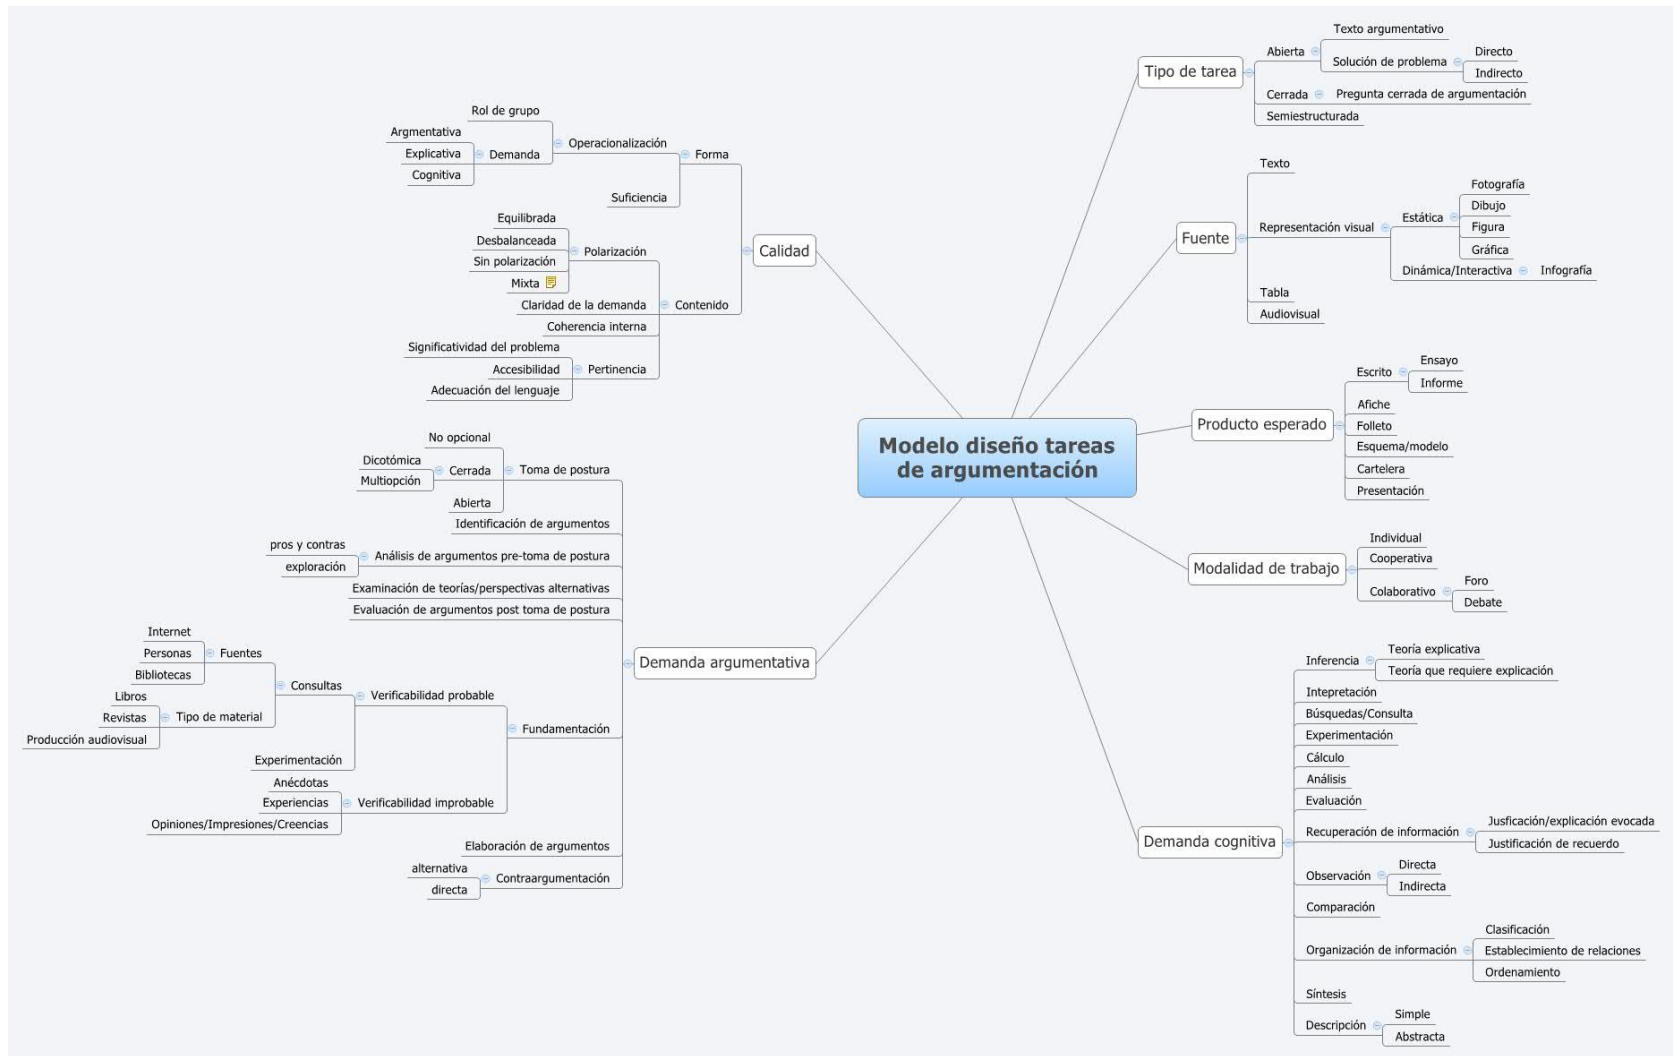 Modelo diseño tareas
de argumentación
Tipo de tarea
Abierta
Texto argumentativo
Solución de problema
Directo
Indirecto
Cerrada
Pregunta cerrada de argumentación
Semiestructurada
Fuente
Texto
Representación visual
Estática
Fotografía
Dibujo
Figura
Gráfica
Dinámica/Interactiva
Infografía
Tabla
Audiovisual
Producto esperado
Escrito
Ensayo
Informe
Afiche
Folleto
Esquema/modelo
Cartelera
Presentación
Modalidad de trabajo
Individual
Cooperativa
Colaborativo
Foro
Debate
Demanda cognitiva
Inferencia
Teoría explicativa
Teoría que requiere explicación
Intepretación
Búsquedas/Consulta
Experimentación
Cálculo
Análisis
Evaluación
Recuperación de información
Jusficación/explicación evocada
Justificación de recuerdo
Observación
Directa
Indirecta
Comparación
Organización de información
Clasificación
Establecimiento de relaciones
Ordenamiento
Síntesis
Descripción
Simple
Abstracta
Calidad
Forma
Operacionalización
Rol de grupo
Demanda
Argmentativa
Explicativa
Cognitiva
Suficiencia
Contenido
Polarización
Equilibrada
Desbalanceada
Sin polarización
Mixta
Claridad de la demanda
Coherencia interna
Pertinencia
Significatividad del problema
Accesibilidad
Adecuación del lenguaje
Demanda argumentativa
Toma de postura
No opcional
Cerrada
Dicotómica
Multiopción
Abierta
Identificación de argumentos
Análisis de argumentos pre-toma de postura
pros y contras
exploración
Examinación de teorías/perspectivas alternativas
Evaluación de argumentos post toma de postura
Fundamentación
Verificabilidad probable
Consultas
Fuentes
Internet
Personas
Bibliotecas
Tipo de material
Libros
Revistas
Producción audiovisual
Experimentación
Verificabilidad improbable
Anécdotas
Experiencias
Opiniones/Impresiones/Creencias
Elaboración de argumentos
Contraargumentación
alternativa
directa